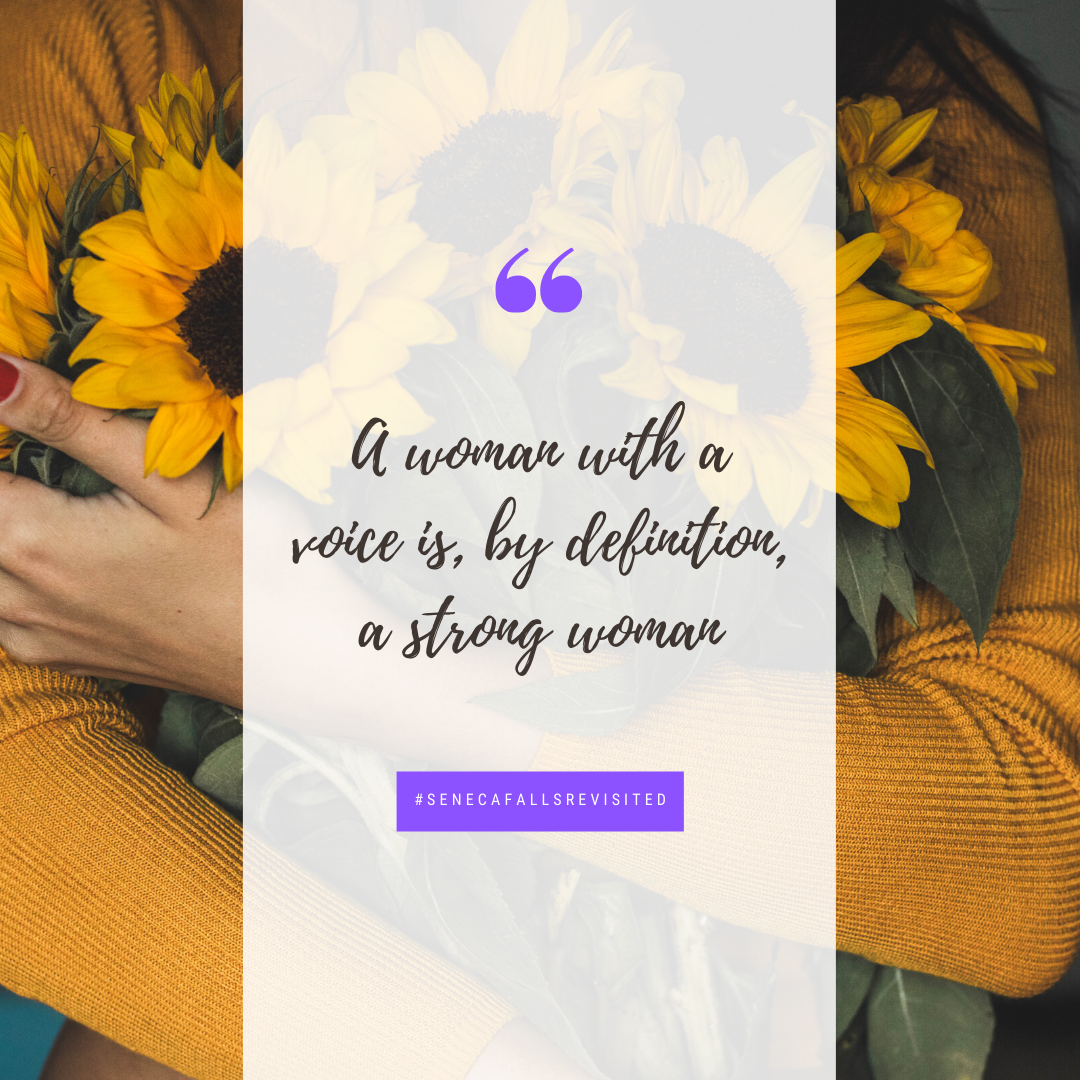 “
A woman with a
voice is, by definition,
a strong woman
#SENECAFALLSREVISITED